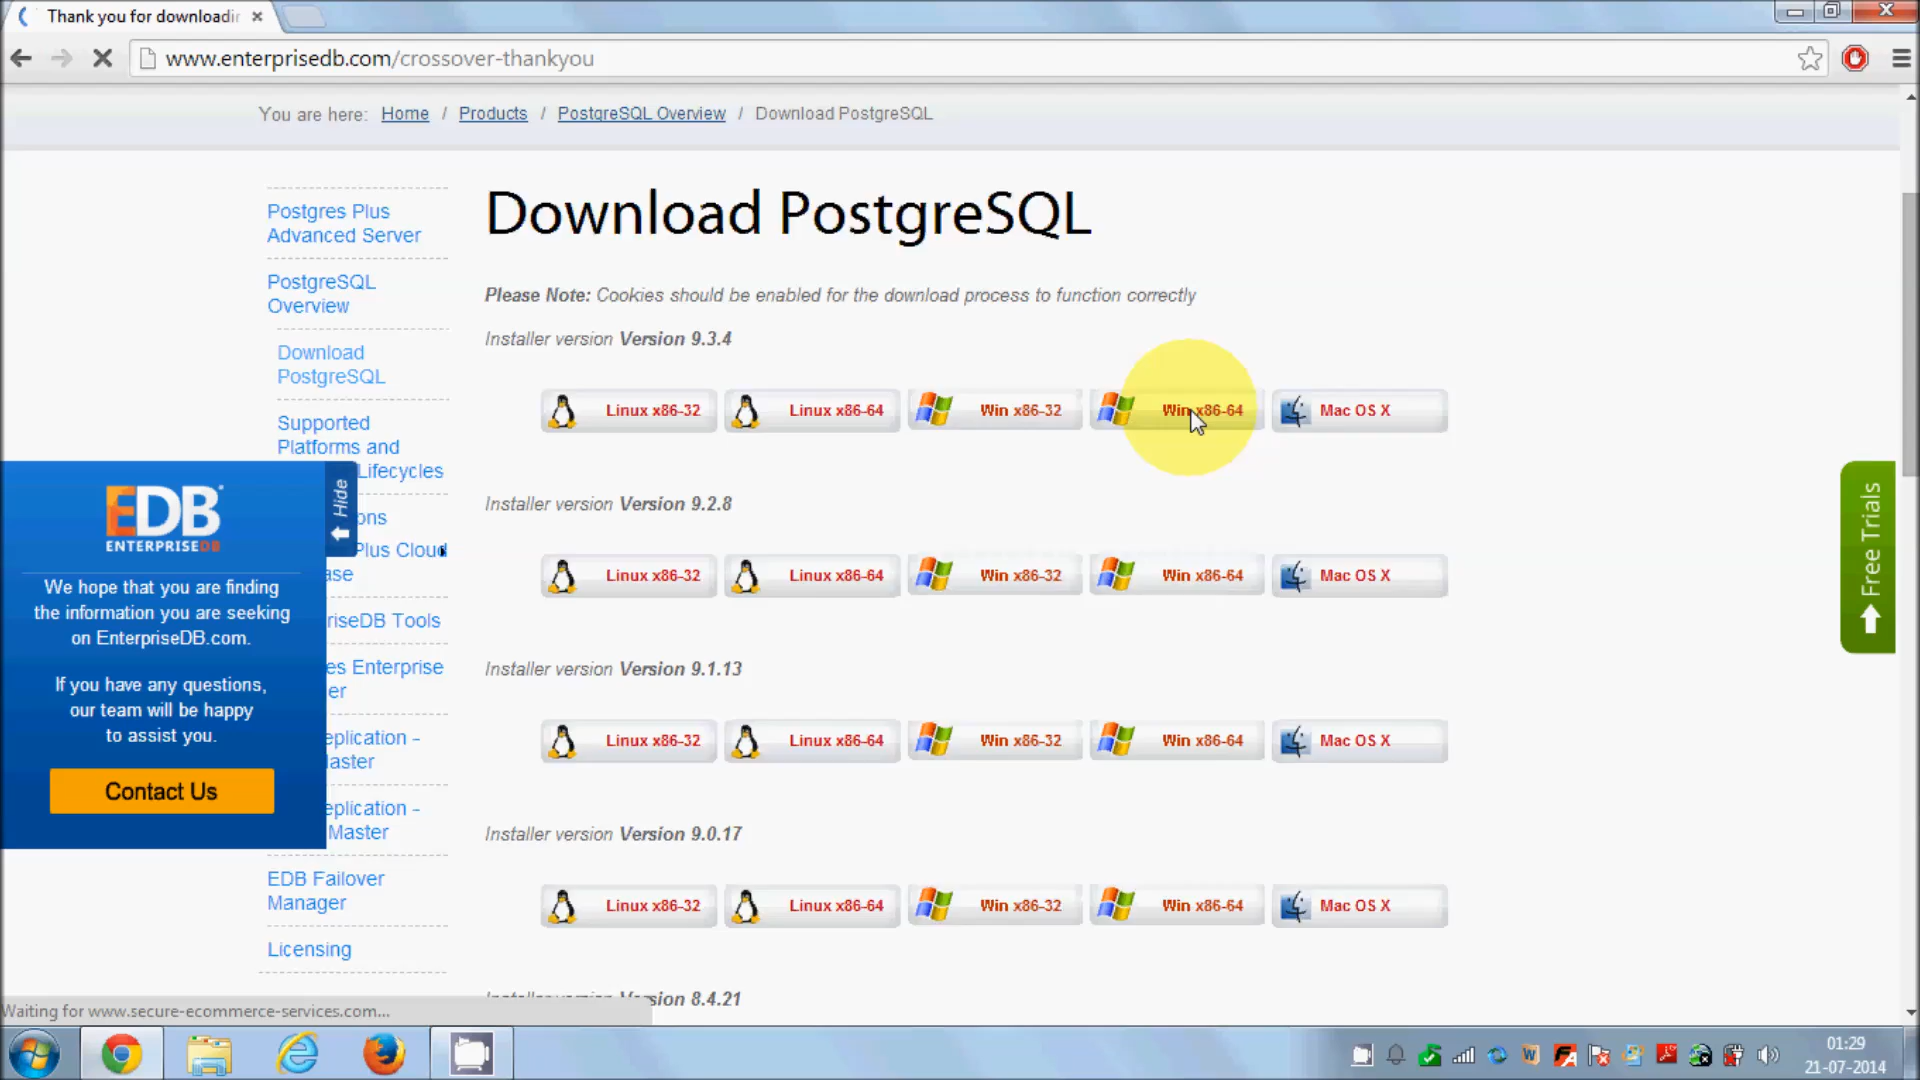 Thank you for downloadin
www.enterprisedb.com/crossover-thankyou
You are here: Home / Products / PostgreSQL Overview / Download PostgreSQL
Postgres Plus
Advanced Server
PostgreSQL
Overview
Download
PostgreSQL
Supported
Platforms and
Lifecycles
ons
Plus Cloud
ase
riseDB Tools
es Enterprise
er
eplication -
aster
eplication -
Master
EDB Failover
Manager
Licensing
Hide
EDB
ENTERPRISEDB
We hope that you are finding
the information you are seeking
on EnterpriseDB.com.
If you have any questions,
our team will be happy
to assist you.
Contact Us
Download PostgreSQL
Please Note: Cookies should be enabled for the download process to function correctly
Installer version Version 9.3.4
Linux x86-32 Linux x86-64 Win x86-32 Win x86-64 Mac OS X
Installer version Version 9.2.8
Linux x86-32 Linux x86-64 Win x86-32 Win x86-64 Mac OS X
Installer version Version 9.1.13
Linux x86-32 Linux x86-64 Win x86-32 Win x86-64 Mac OS X
Installer version Version 9.0.17
Linux x86-32 Linux x86-64 Win x86-32 Win x86-64 Mac OS X
Installer version Version 8.4.21
Free Trials
Waiting for www.secure-ecommerce-services.com...
01:29
21-07-2014